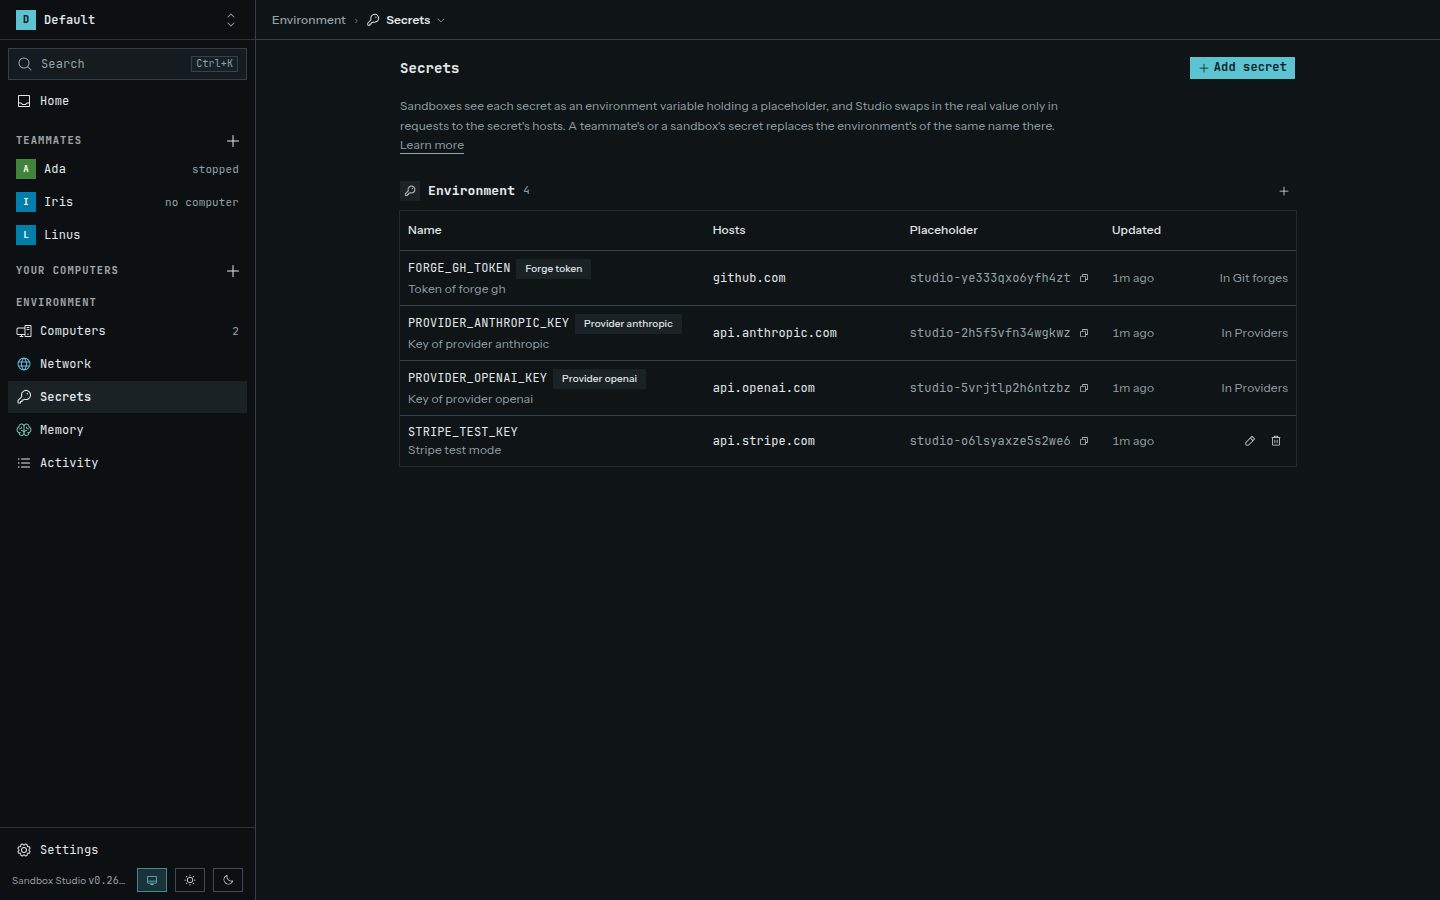 D Default
Search Ctrl+K
Home
TEAMMATES
A Ada stopped
I Iris no computer
L Linus
YOUR COMPUTERS
ENVIRONMENT
Computers 2
Network
Secrets
Memory
Activity
Settings
Sandbox Studio v0.26…
Environment › Secrets
Secrets
Add secret
Sandboxes see each secret as an environment variable holding a placeholder, and Studio swaps in the real value only in
requests to the secret's hosts. A teammate's or a sandbox's secret replaces the environment's of the same name there.
Learn more
Environment 4
Name Hosts Placeholder Updated
FORGE_GH_TOKEN Forge token
Token of forge gh
github.com studio-ye333qxo6yfh4zt 1m ago In Git forges
PROVIDER_ANTHROPIC_KEY Provider anthropic
Key of provider anthropic
api.anthropic.com studio-2h5f5vfn34wgkwz 1m ago In Providers
PROVIDER_OPENAI_KEY Provider openai
Key of provider openai
api.openai.com studio-5vrjtlp2h6ntzbz 1m ago In Providers
STRIPE_TEST_KEY
Stripe test mode
api.stripe.com studio-o6lsyaxze5s2we6 1m ago